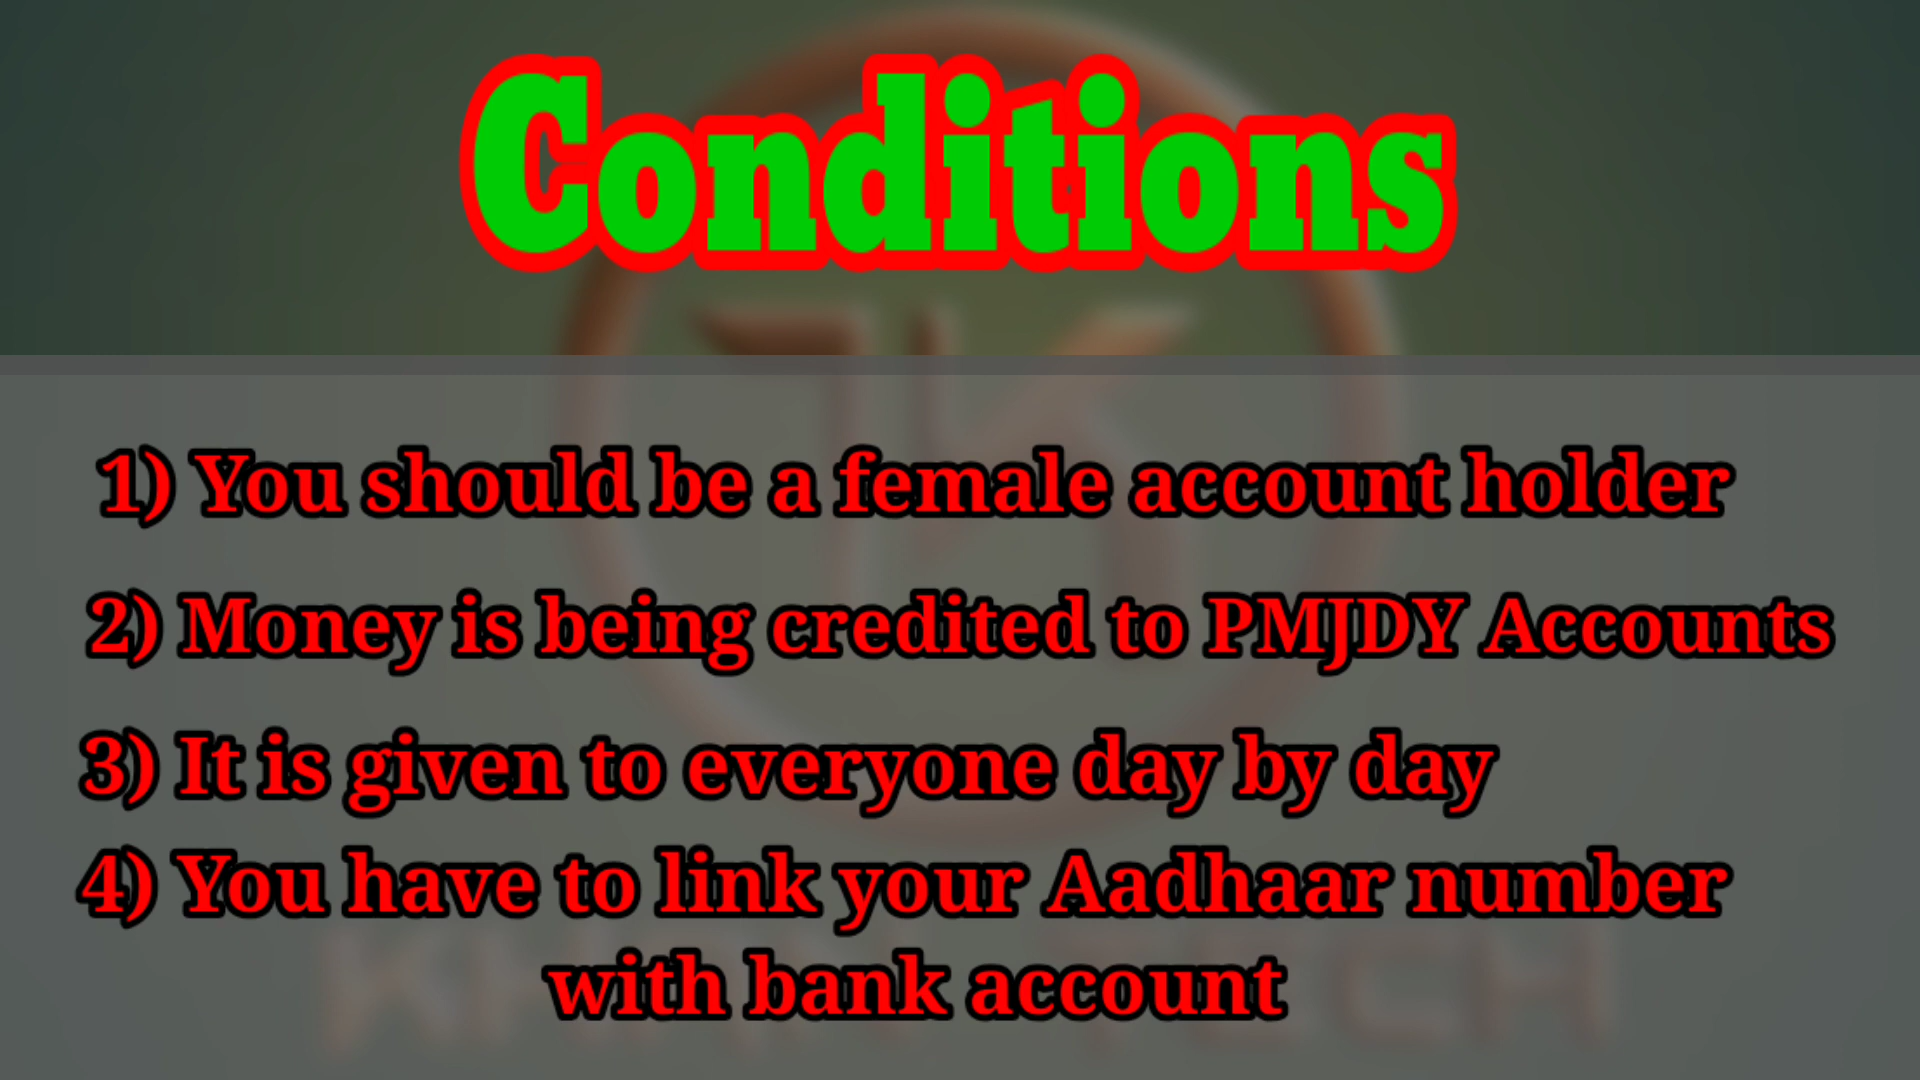 Conditions
1) You should be a female account holder
2) Money is being credited to PMJDY Accounts
3) It is given to everyone day by day
4) You have to link your Aadhaar number
with bank account